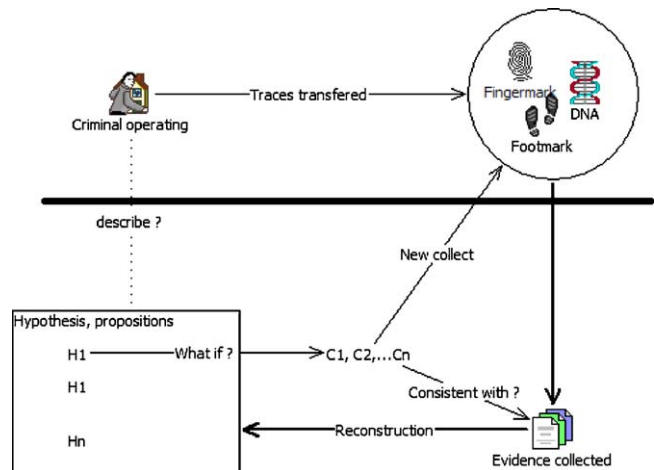 Criminal operating
Traces transfered
Fingermark
DNA
Footmark
describe ?
New collect
Hypothesis, propositions
H1
What if ?
C1, C2,...Cn
H1
Consistent with ?
Hn
Reconstruction
Evidence collected